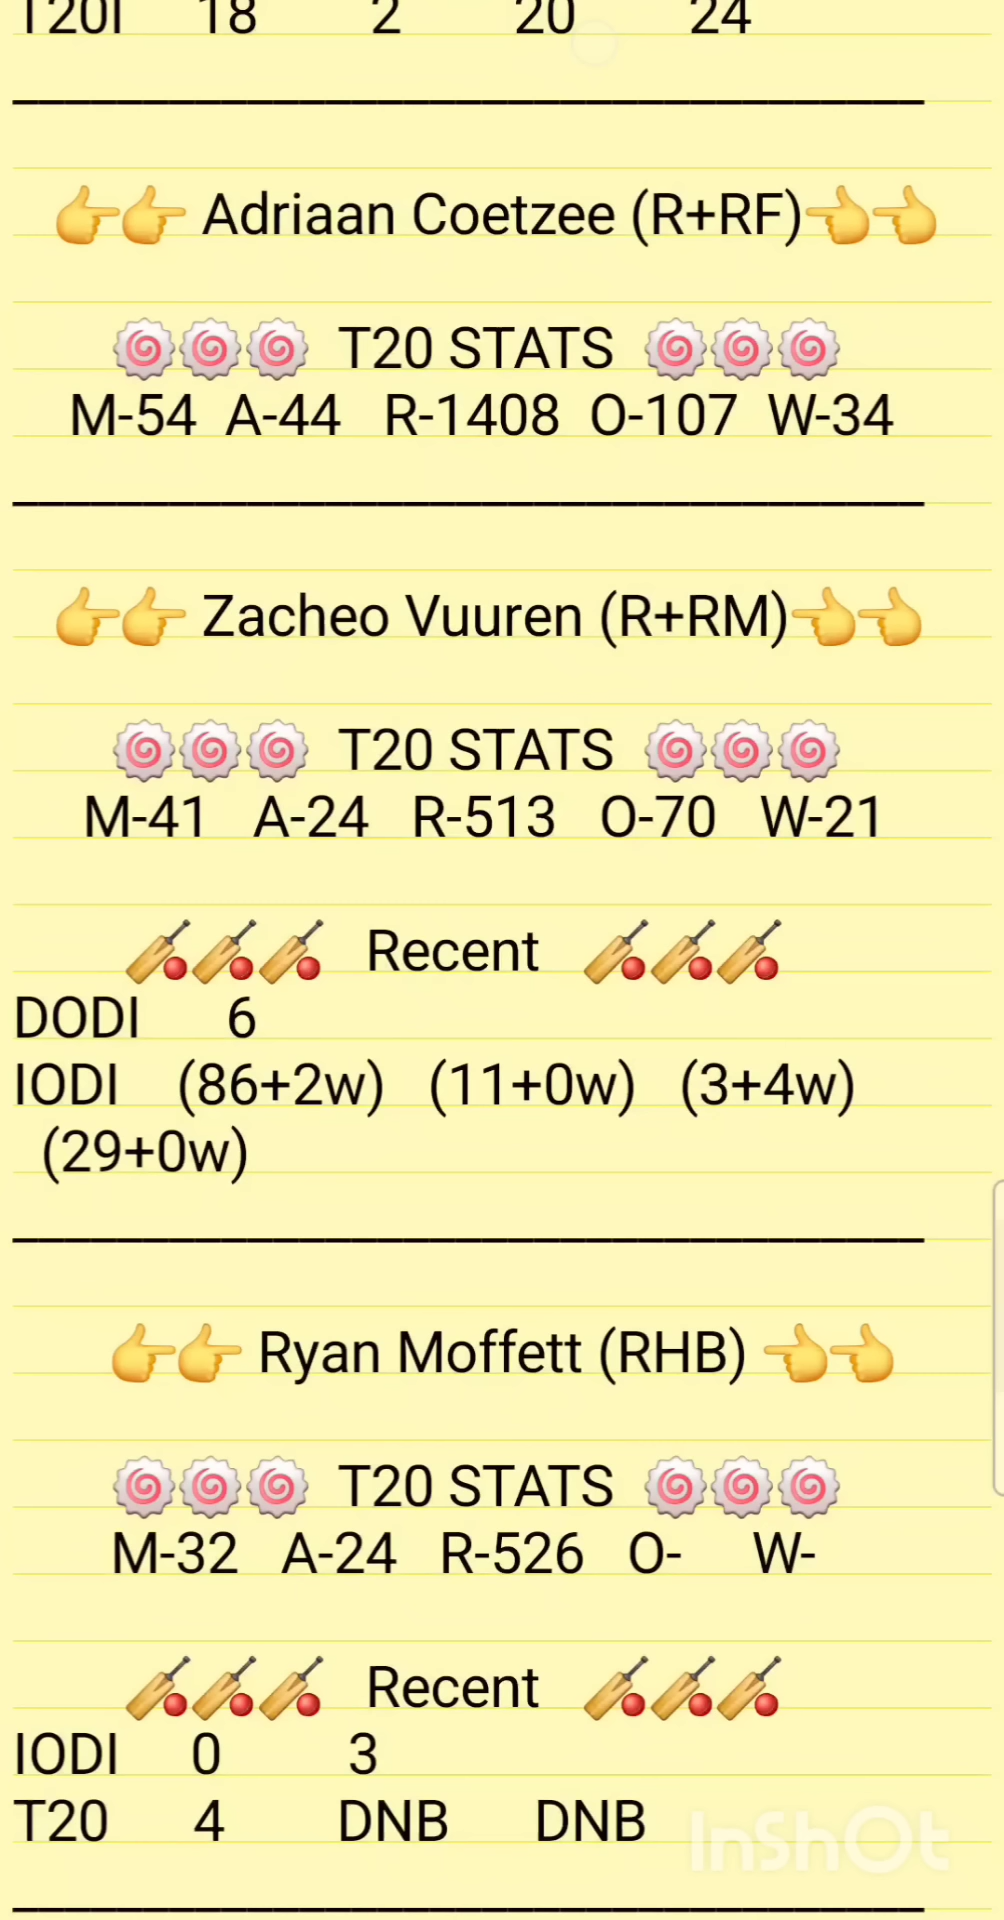 T20I 18 2 20 24
👉👉 Adriaan Coetzee (R+RF)👈👈
🍥🍥🍥 T20 STATS 🍥🍥🍥
M-54 A-44 R-1408 O-107 W-34
👉👉 Zacheo Vuuren (R+RM)👈👈
🍥🍥🍥 T20 STATS 🍥🍥🍥
M-41 A-24 R-513 O-70 W-21
🏏🏏🏏 Recent 🏏🏏🏏
DODI 6
IODI (86+2w) (11+0w) (3+4w)
(29+0w)
👉👉 Ryan Moffett (RHB) 👈👈
🍥🍥🍥 T20 STATS 🍥🍥🍥
M-32 A-24 R-526 O- W-
🏏🏏🏏 Recent 🏏🏏🏏
IODI 0 3
T20 4 DNB DNB
InShOt